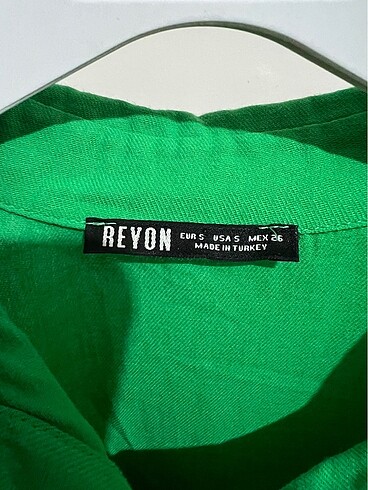 REYON EUR S USA S MEX 26
MADE IN TURKEY